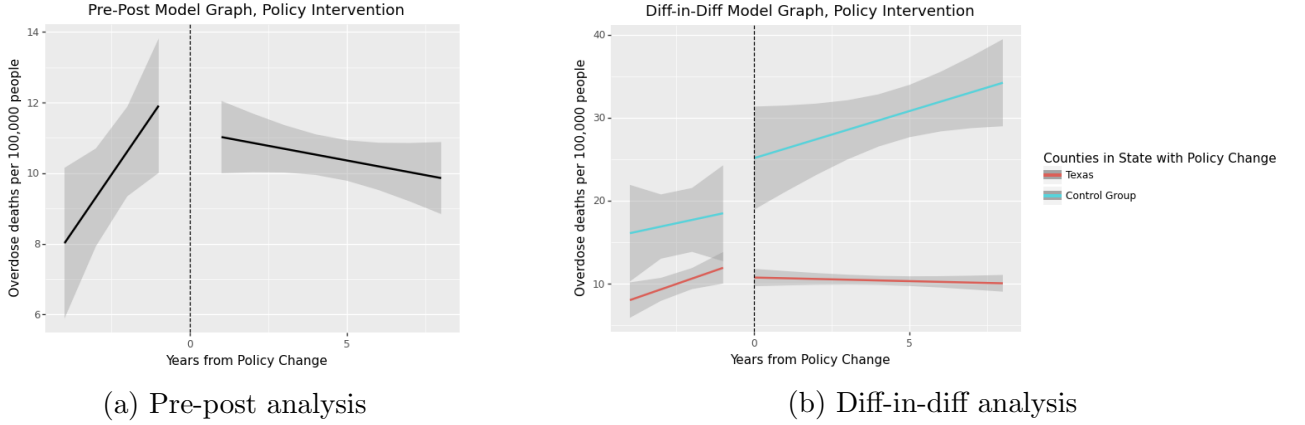 Pre-Post Model Graph, Policy Intervention
14
12
10
8
6
Overdose deaths per 100,000 people
0
5
Years from Policy Change
(a) Pre-post analysis
Diff-in-Diff Model Graph, Policy Intervention
40
30
20
10
Overdose deaths per 100,000 people
0
5
Years from Policy Change
Counties in State with Policy Change
Texas
Control Group
(b) Diff-in-diff analysis